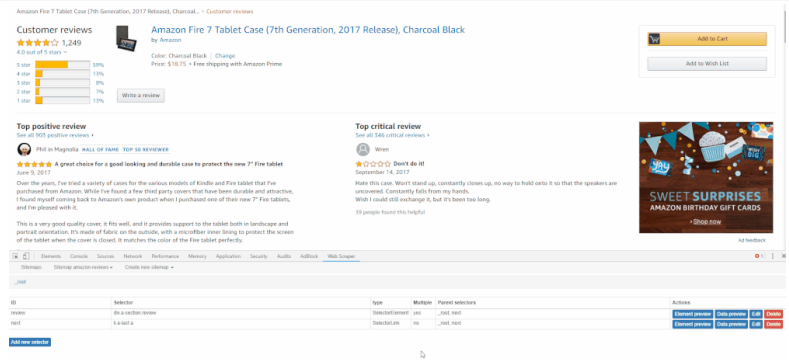 Amazon Fire 7 Tablet Case (7th Generation, 2017 Release), Charcoal... › Customer reviews
Customer reviews
1,249
4.0 out of 5 stars
5 star 59%
4 star 13%
3 star 8%
2 star 7%
1 star 13%
Amazon Fire 7 Tablet Case (7th Generation, 2017 Release), Charcoal Black
by Amazon
Color: Charcoal Black | Change
Price: $18.75 + Free shipping with Amazon Prime
Write a review
Add to Cart
Add to Wish List
Top positive review
See all 903 positive reviews ›
Phil in Magnolia HALL OF FAME TOP 50 REVIEWER
A great choice for a good looking and durable case to protect the new 7" Fire tablet
June 9, 2017
Over the years, I've tried a variety of cases for the various models of Kindle and Fire tablet that I've
purchased from Amazon. While I've found a few third party covers that have been durable and attractive,
I found myself coming back to Amazon's own product when I purchased one of their new 7" Fire tablets,
and I'm pleased with it.
This is a very good quality cover, it fits well, and it provides support to the tablet both in landscape and
portrait orientation. It's made of fabric on the outside, with a microfiber inner lining to protect the screen
of the tablet when the cover is closed. It matches the color of the Fire tablet perfectly.
Top critical review
See all 346 critical reviews ›
Wren
Don't do it!
September 14, 2017
Hate this case. Won't stand up, constantly closes up, no way to hold onto it so that the speakers are
uncovered. Constantly falls from my hands.
Wish I could still exchange it, but it's been too long.
39 people found this helpful
YAY
SWEET SURPRISES
AMAZON BIRTHDAY GIFT CARDS
› Shop now
Ad feedback
Elements Console Sources Network Performance Memory Application Security Audits AdBlock Web Scraper
Sitemaps Sitemap amazon reviews Create new sitemap
_root
ID Selector type Multiple Parent selectors Actions
review div.a-section.review SelectorElement yes _root, next Element preview Data preview Edit Delete
next li.a-last a SelectorLink no _root, next Element preview Data preview Edit Delete
Add new selector